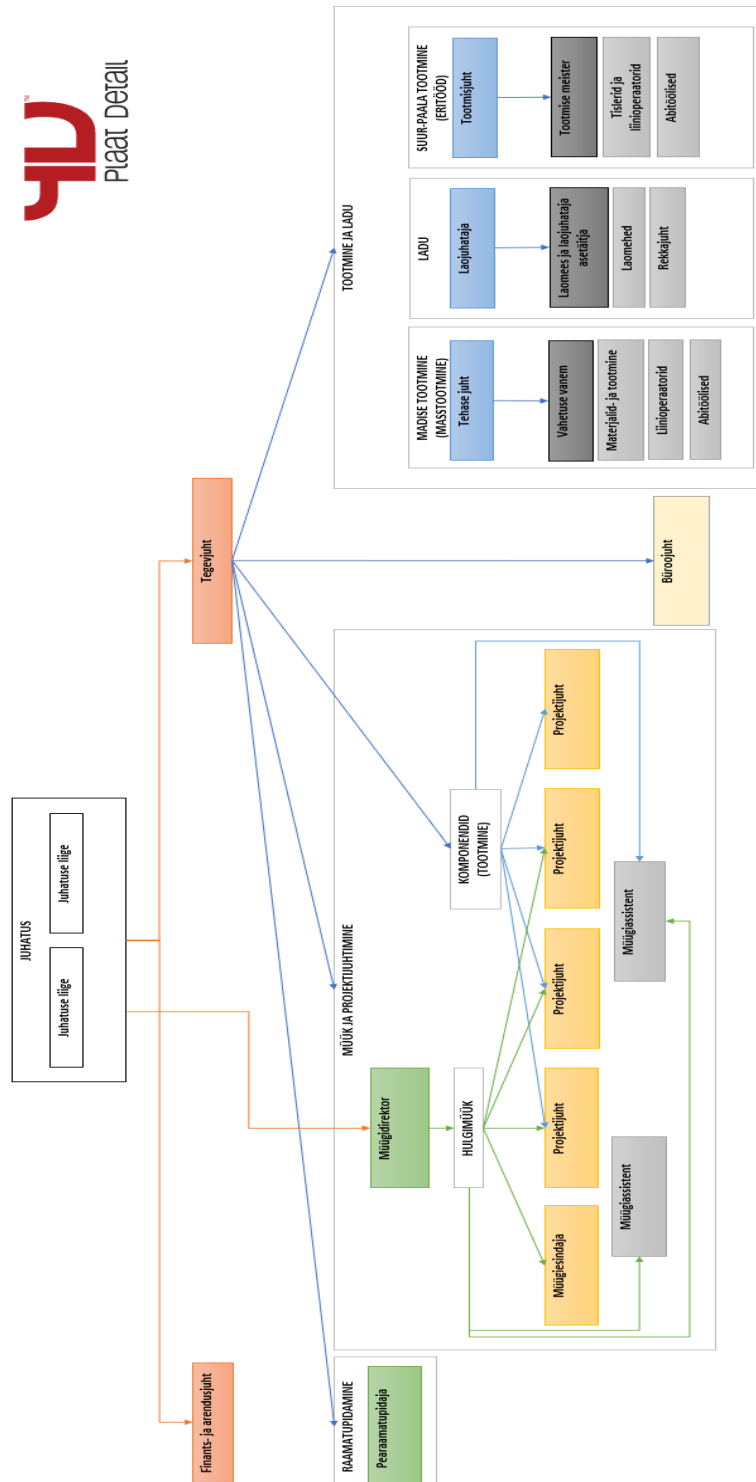 JUHATUS
Juhatuse liige
Juhatuse liige
TM
Plaat Detail
Finants- ja arendusjuht
Tegevjuht
RAAMATUPIDAMINE
Pearaamatupidaja
MÜÜK JA PROJEKTIJUHTIMINE
Müügidirektor
HULGIMÜÜK
KOMPONENDID
(TOOTMINE)
Müügiesindaja
Projektijuht
Projektijuht
Projektijuht
Projektijuht
Müügiassistent
Müügiassistent
Büroojuht
TOOTMINE JA LADU
MADISE TOOTMINE
(MASSTOOTMINE)
Tehase juht
Vahetuse vanem
Materjalid- ja tootmine
Liinioperaatorid
Abitöölised
LADU
Laojuhataja
Laomees ja laojuhataja
asetäitja
Laomehed
Rekkajuht
SUUR-PAALA TOOTMINE
(ERITÖÖD)
Tootmisjuht
Tootmise meister
Tislerid ja
liinioperaatorid
Abitöölised